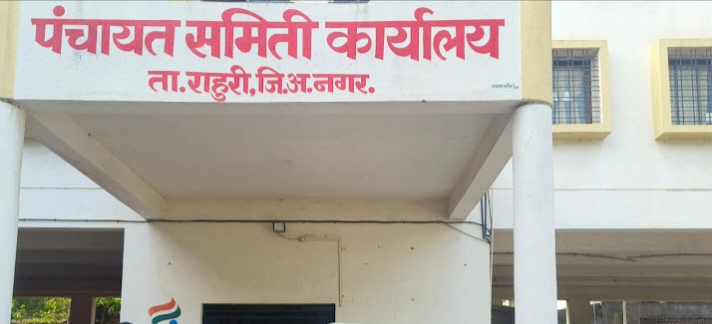 पंचायत समिती कार्यालय
ता.राहुरी,जि.अ.नगर.